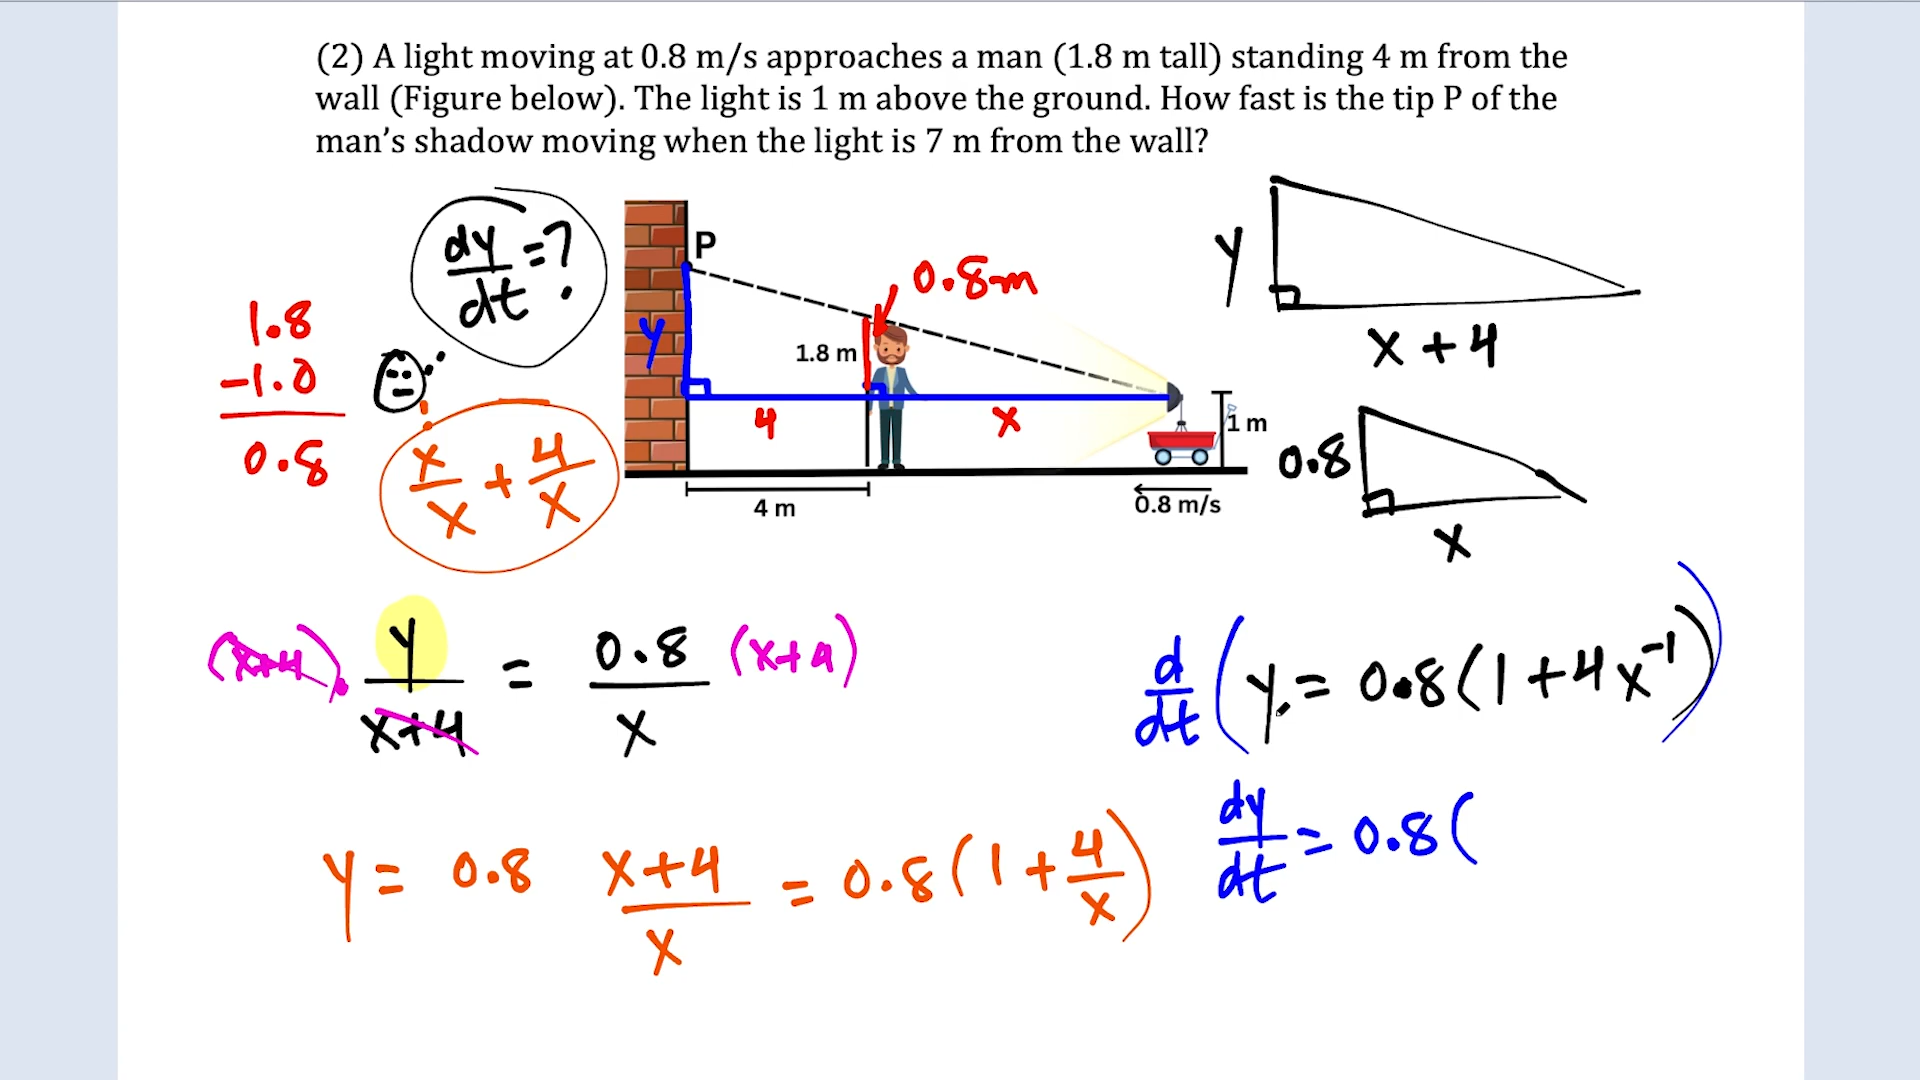 (2) A light moving at 0.8 m/s approaches a man (1.8 m tall) standing 4 m from the
wall (Figure below). The light is 1 m above the ground. How fast is the tip P of the
man's shadow moving when the light is 7 m from the wall?
dy/dt = ?
P
0.8m
y
x + 4
1.8
-1.0
0.8
y
1.8 m
4
x
1 m
4 m
0.8 m/s
x/x + 4/x
0.8
x
(x+4) · y/(x+4) = 0.8/x (x+4)
d/dt (y = 0.8(1 + 4x⁻¹))
y = 0.8 (x+4)/x = 0.8(1 + 4/x)
dy/dt = 0.8(